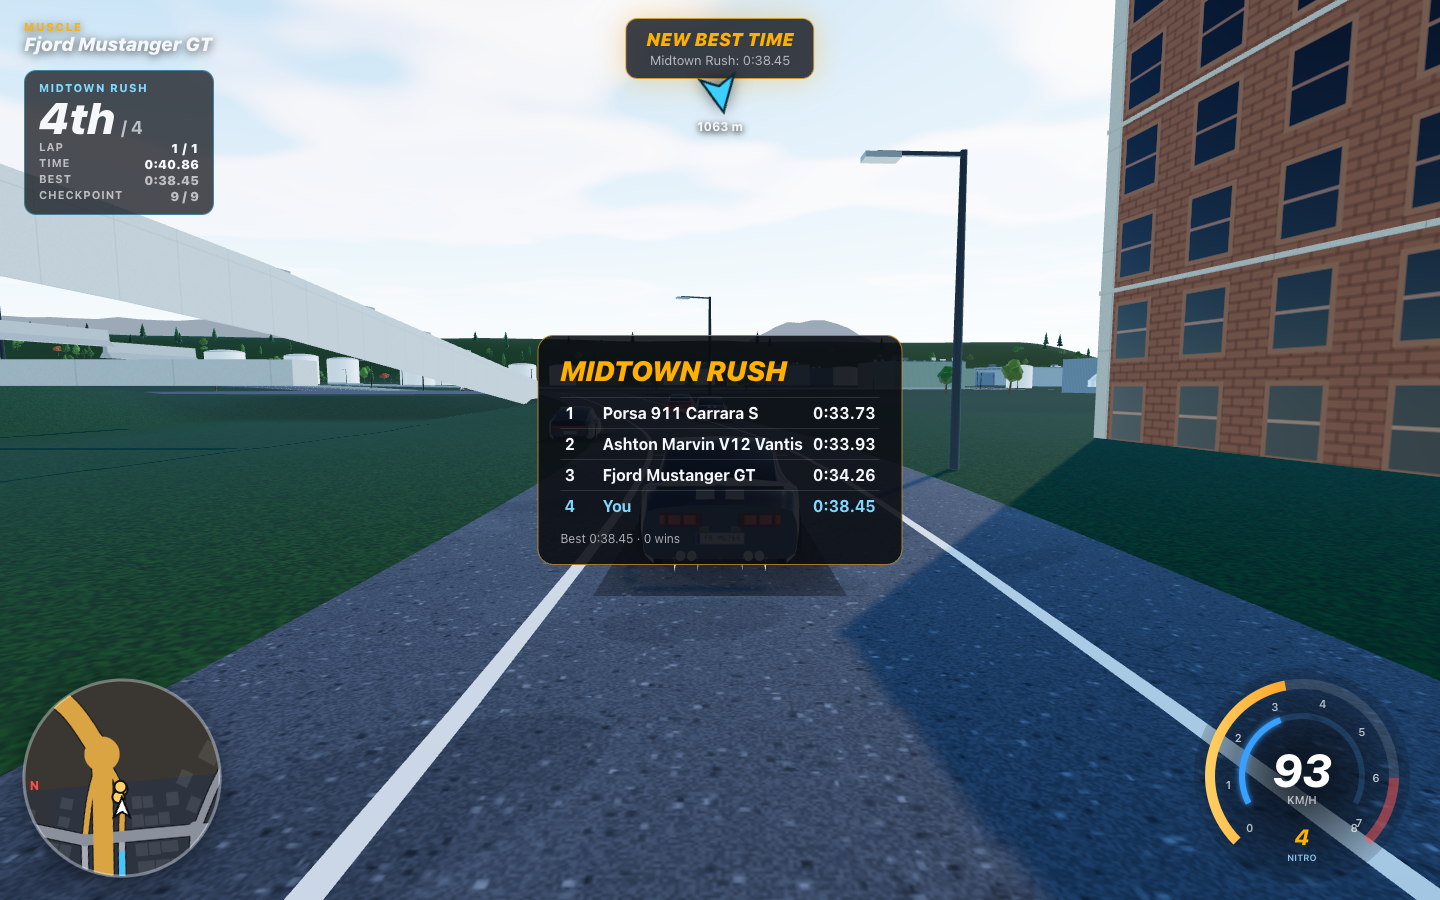 MUSCLE
Fjord Mustanger GT
MIDTOWN RUSH
4th / 4
LAP 1 / 1
TIME 0:40.86
BEST 0:38.45
CHECKPOINT 9 / 9
NEW BEST TIME
Midtown Rush: 0:38.45
1063 m
MIDTOWN RUSH
1 Porsa 911 Carrara S 0:33.73
2 Ashton Marvin V12 Vantis 0:33.93
3 Fjord Mustanger GT 0:34.26
4 You 0:38.45
Best 0:38.45 · 0 wins
N
0 1 2 3 4 5 6 7 8
93
KM/H
4
NITRO